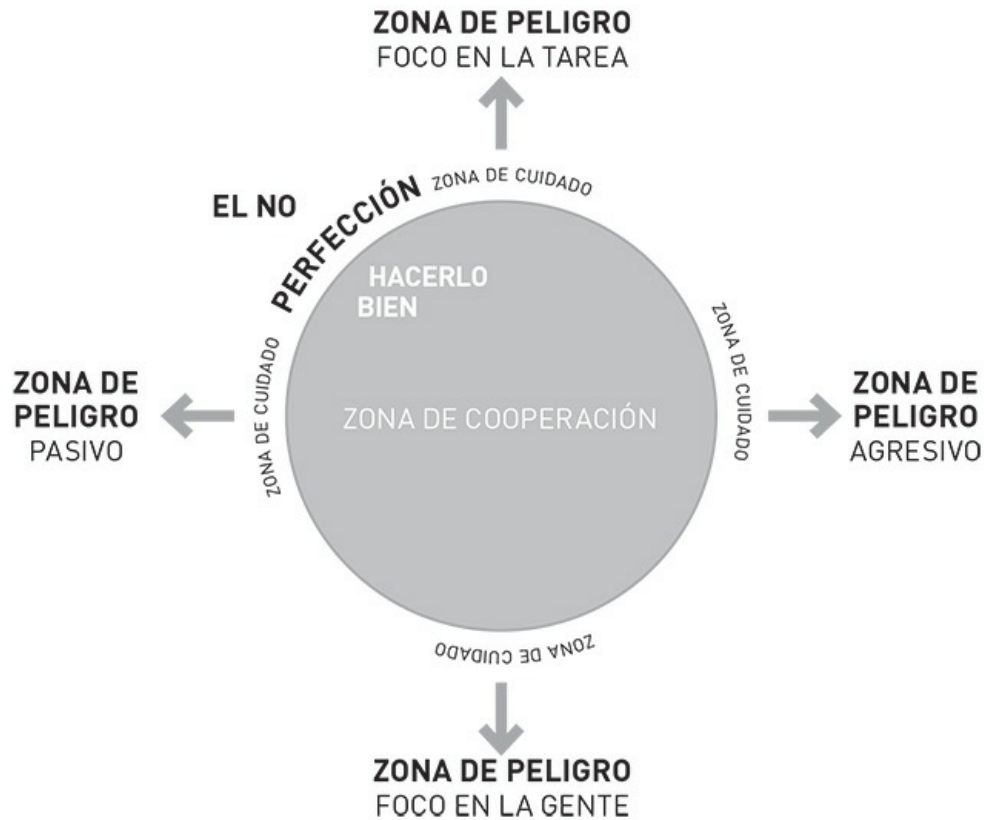 ZONA DE PELIGRO
FOCO EN LA TAREA
ZONA DE CUIDADO
EL NO
PERFECCIÓN
HACERLO
BIEN
ZONA DE CUIDADO
ZONA DE CUIDADO
ZONA DE
PELIGRO
PASIVO
ZONA DE COOPERACIÓN
ZONA DE
PELIGRO
AGRESIVO
ZONA DE CUIDADO
ZONA DE PELIGRO
FOCO EN LA GENTE